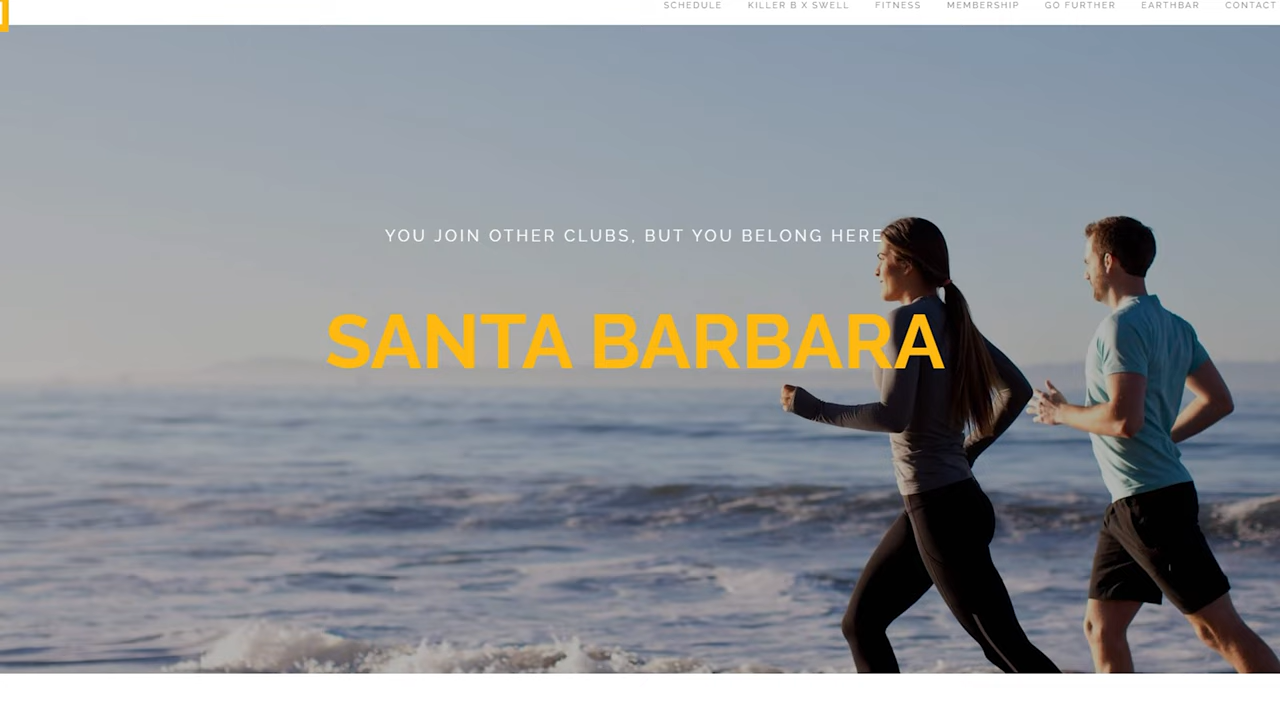 SCHEDULE KILLER B X SWELL FITNESS MEMBERSHIP GO FURTHER EARTHBAR CONTACT
YOU JOIN OTHER CLUBS, BUT YOU BELONG HERE
SANTA BARBARA